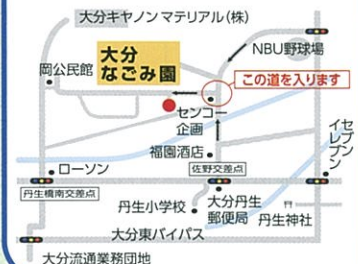 大分キヤノンマテリアル(株)
NBU野球場
大分
なごみ園
岡公民館
この道を入ります
センコー
企画
セブン
イレブン
福園酒店
佐野交差点
ローソン
丹生橋南交差点
丹生小学校
大分丹生
郵便局
丹生神社
大分東バイパス
大分流通業務団地